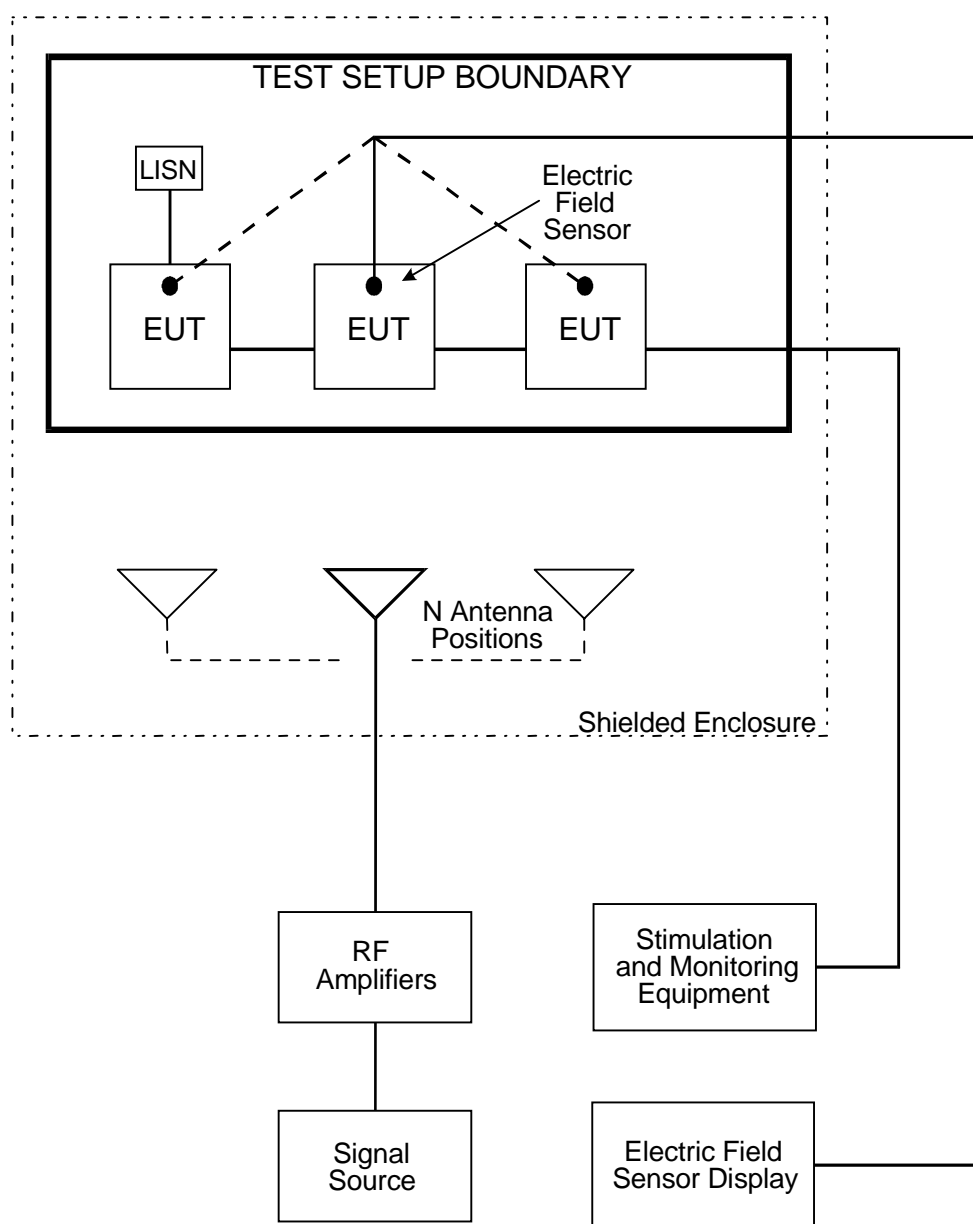 TEST SETUP BOUNDARY
LISN
Electric
Field
Sensor
EUT
EUT
EUT
N Antenna
Positions
Shielded Enclosure
RF
Amplifiers
Stimulation
and Monitoring
Equipment
Signal
Source
Electric Field
Sensor Display